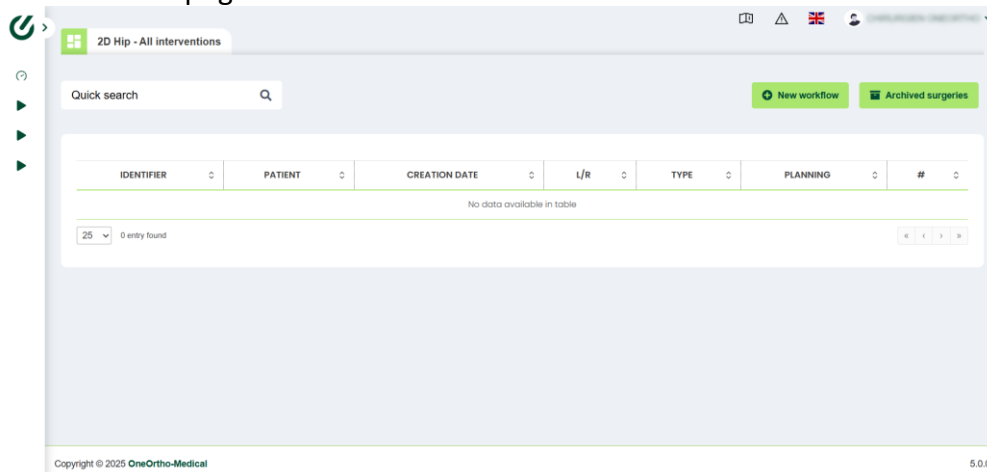 2D Hip - All interventions
Quick search
New workflow
Archived surgeries
IDENTIFIER PATIENT CREATION DATE L/R TYPE PLANNING #
No data available in table
25 0 entry found
« ‹ › »
Copyright © 2025 OneOrtho-Medical